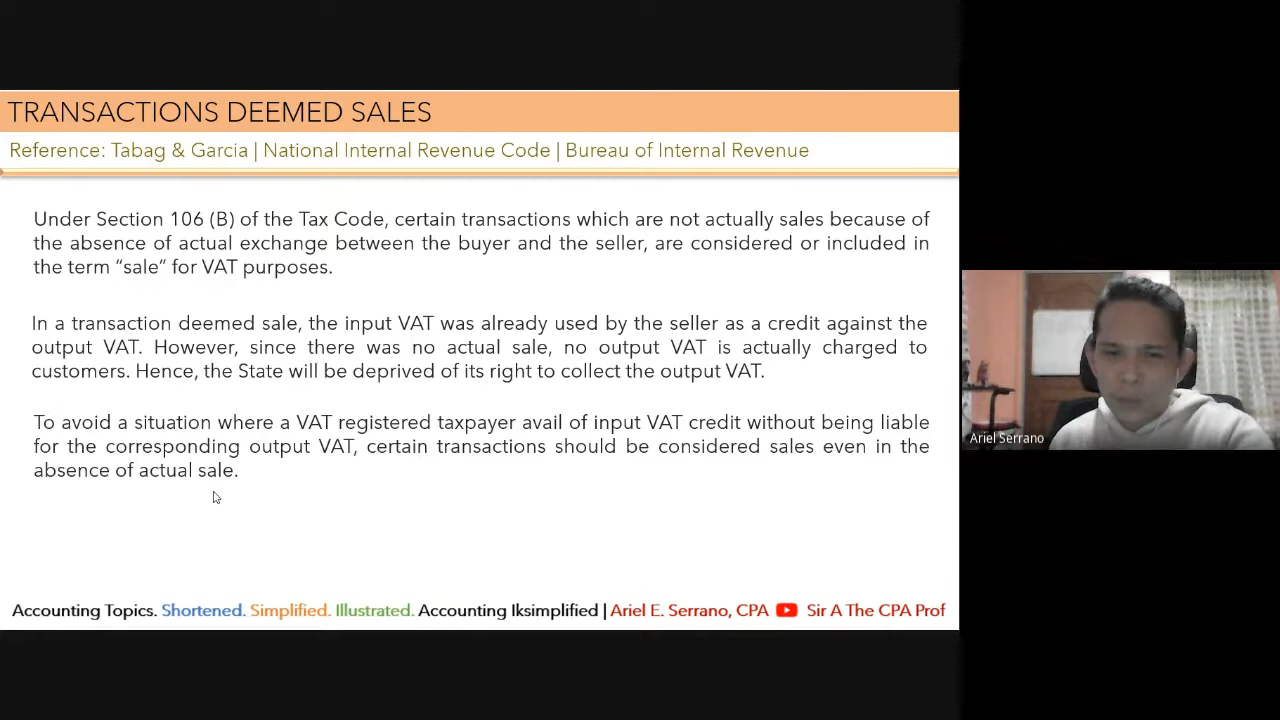 TRANSACTIONS DEEMED SALES
Reference: Tabag & Garcia | National Internal Revenue Code | Bureau of Internal Revenue
Under Section 106 (B) of the Tax Code, certain transactions which are not actually sales because of
the absence of actual exchange between the buyer and the seller, are considered or included in
the term “sale” for VAT purposes.
In a transaction deemed sale, the input VAT was already used by the seller as a credit against the
output VAT. However, since there was no actual sale, no output VAT is actually charged to
customers. Hence, the State will be deprived of its right to collect the output VAT.
To avoid a situation where a VAT registered taxpayer avail of input VAT credit without being liable
for the corresponding output VAT, certain transactions should be considered sales even in the
absence of actual sale.
Accounting Topics. Shortened. Simplified. Illustrated. Accounting Iksimplified | Ariel E. Serrano, CPA Sir A The CPA Prof
Ariel Serrano